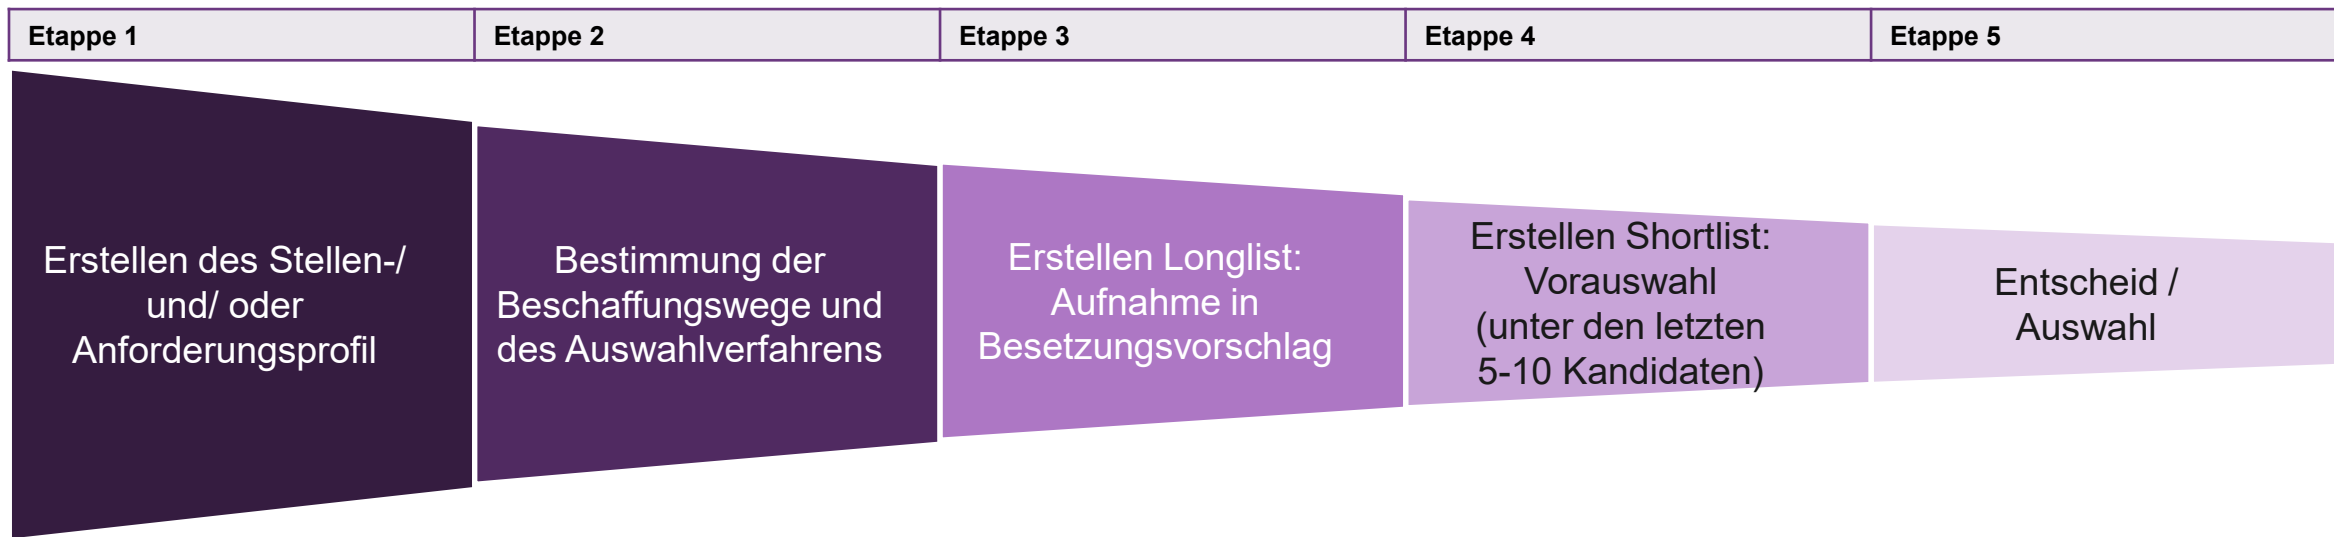 Etappe 1
Etappe 2
Etappe 3
Etappe 4
Etappe 5
Erstellen des Stellen-/
und/ oder
Anforderungsprofil
Bestimmung der
Beschaffungswege und
des Auswahlverfahrens
Erstellen Longlist:
Aufnahme in
Besetzungsvorschlag
Erstellen Shortlist:
Vorauswahl
(unter den letzten
5-10 Kandidaten)
Entscheid /
Auswahl